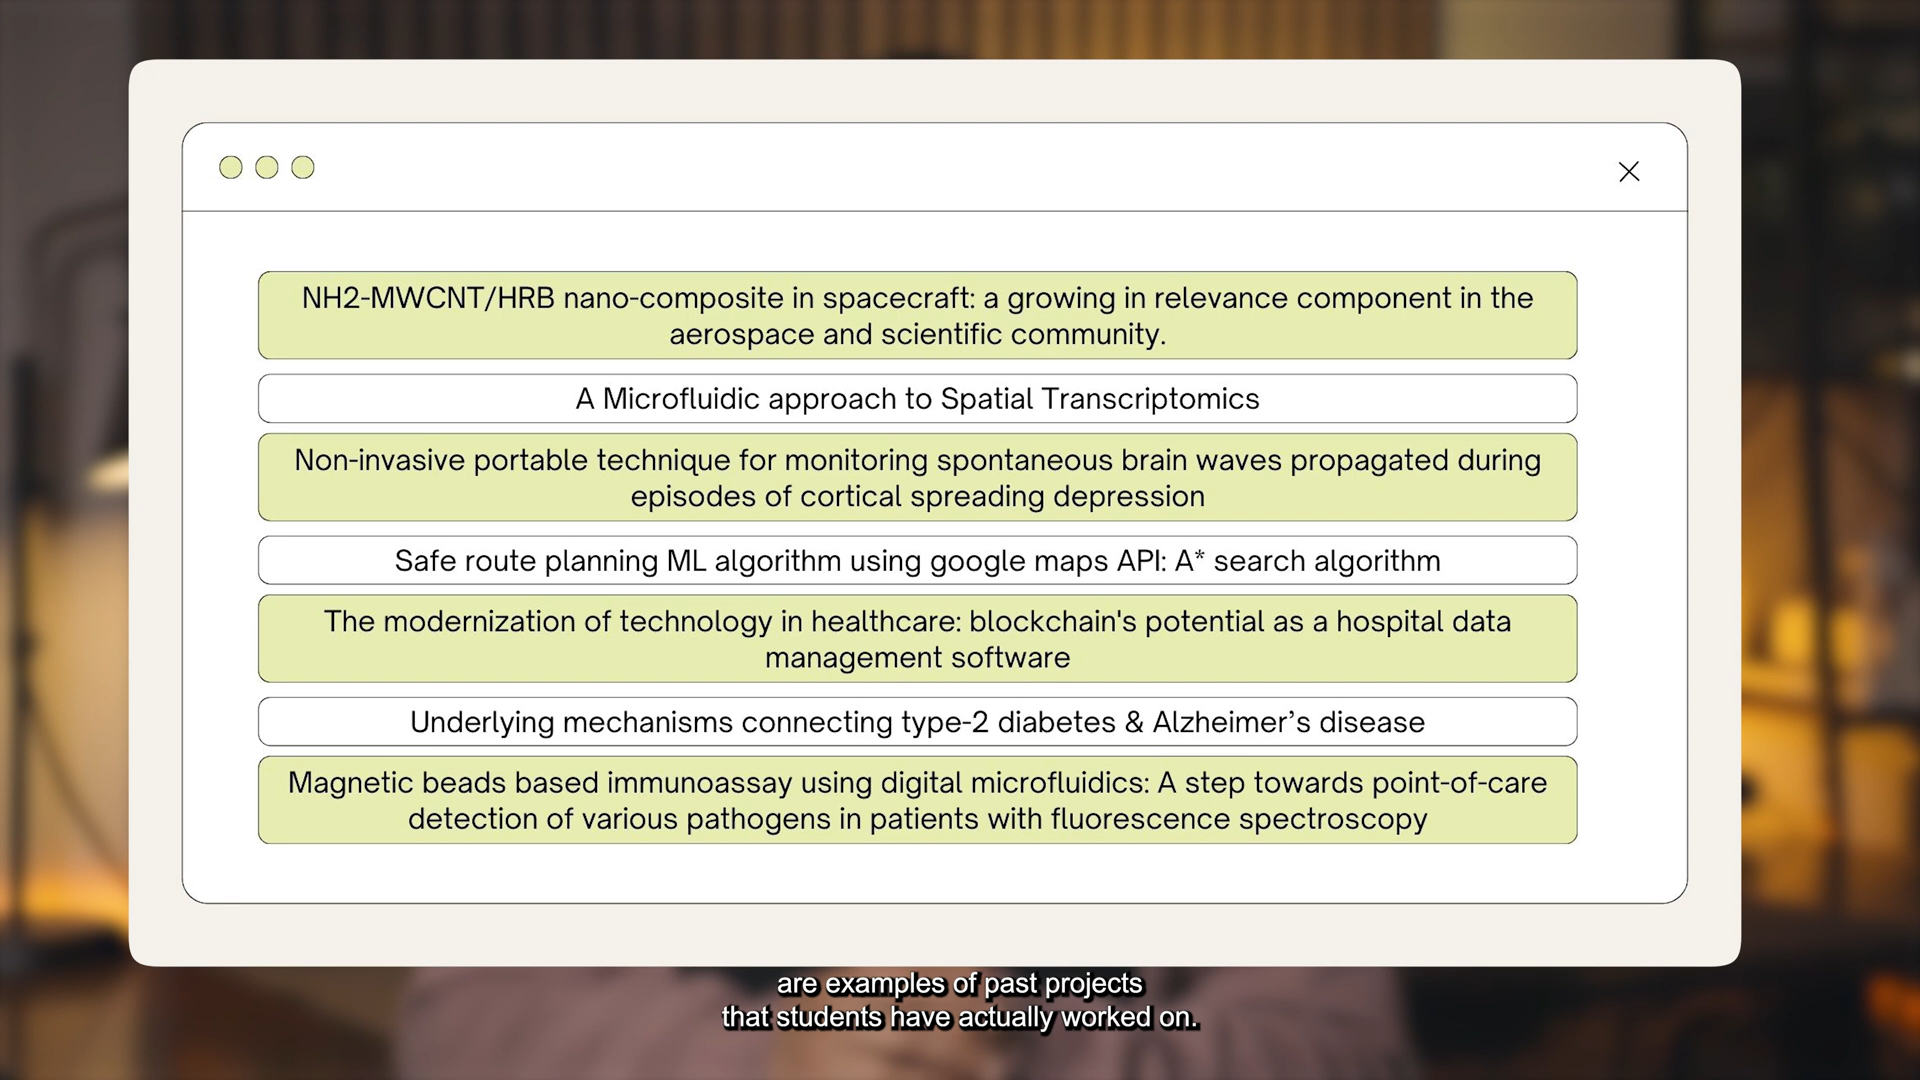 NH2-MWCNT/HRB nano-composite in spacecraft: a growing in relevance component in the
aerospace and scientific community.
A Microfluidic approach to Spatial Transcriptomics
Non-invasive portable technique for monitoring spontaneous brain waves propagated during
episodes of cortical spreading depression
Safe route planning ML algorithm using google maps API: A* search algorithm
The modernization of technology in healthcare: blockchain's potential as a hospital data
management software
Underlying mechanisms connecting type-2 diabetes & Alzheimer’s disease
Magnetic beads based immunoassay using digital microfluidics: A step towards point-of-care
detection of various pathogens in patients with fluorescence spectroscopy
are examples of past projects
that students have actually worked on.